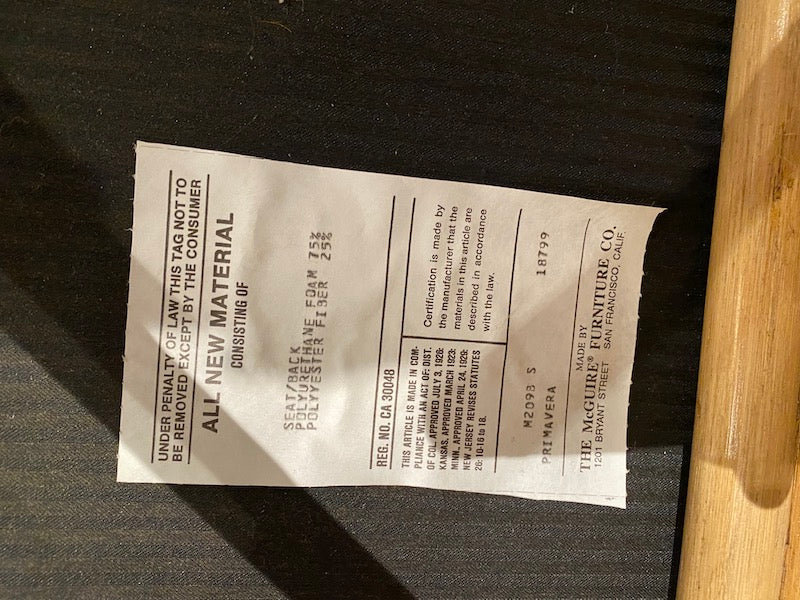 UNDER PENALTY OF LAW THIS TAG NOT TO
BE REMOVED EXCEPT BY THE CONSUMER
ALL NEW MATERIAL
CONSISTING OF
SEAT/BACK
POLYURETHANE FOAM 75%
POLYYESTER FIBER 25%
REG. NO. CA 30048
THIS ARTICLE IS MADE IN COM-
PLIANCE WITH AN ACT OF: DIST.
OF COL. APPROVED JULY 3, 1926:
KANSAS, APPROVED MARCH 1923:
MINN. APPROVED APRIL 24, 1929:
NEW JERSEY REVISES STATUTES
26: 10-16 to 18.
Certification is made by
the manufacturer that the
materials in this article are
described in accordance
with the law.
M209B S 18799
PRIMAVERA
MADE BY
THE McGUIRE® FURNITURE CO.
1201 BRYANT STREET SAN FRANCISCO, CALIF.